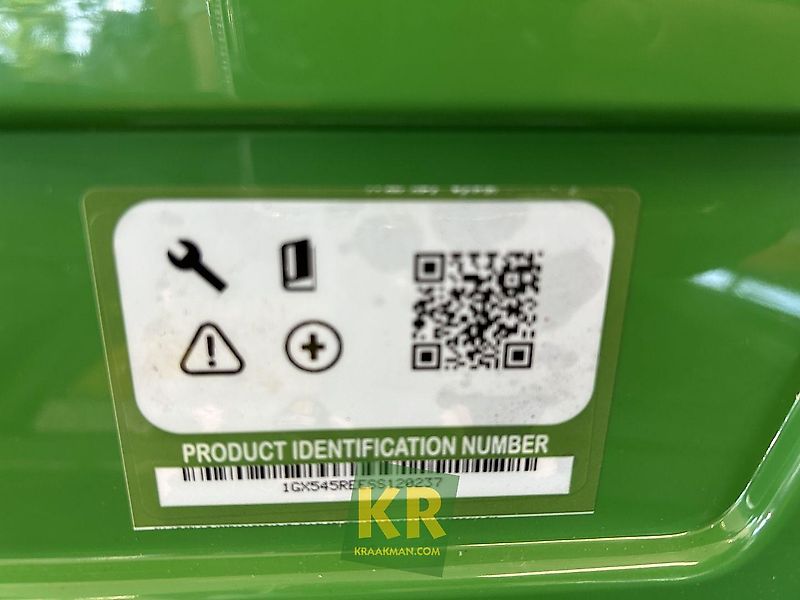 PRODUCT IDENTIFICATION NUMBER
1GX545REESS120237
KR
KRAAKMAN.COM